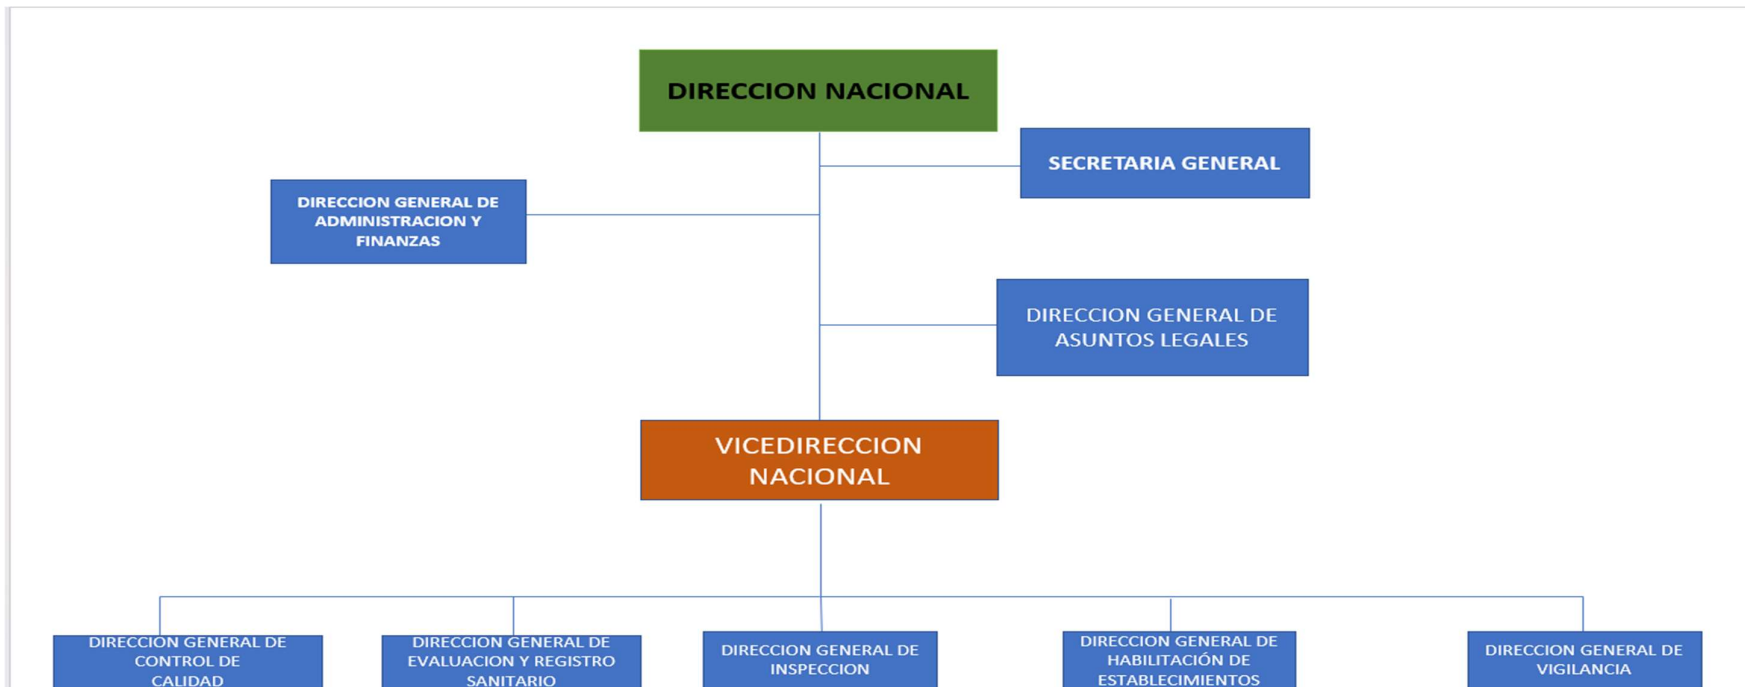 DIRECCION NACIONAL
SECRETARIA GENERAL
DIRECCION GENERAL DE
ADMINISTRACION Y
FINANZAS
DIRECCION GENERAL DE
ASUNTOS LEGALES
VICEDIRECCION
NACIONAL
DIRECCION GENERAL DE
CONTROL DE
CALIDAD
DIRECCION GENERAL DE
EVALUACION Y REGISTRO
SANITARIO
DIRECCION GENERAL DE
INSPECCION
DIRECCION GENERAL DE
HABILITACIÓN DE
ESTABLECIMIENTOS
DIRECCION GENERAL DE
VIGILANCIA